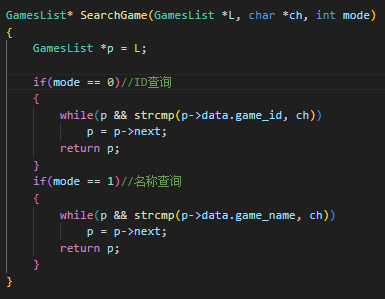 GamesList* SearchGame(GamesList *L, char *ch, int mode)
{
    GamesList *p = L;

    if(mode == 0)//ID查询
    {
        while(p && strcmp(p->data.game_id, ch))
            p = p->next;
        return p;
    }
    if(mode == 1)//名称查询
    {
        while(p && strcmp(p->data.game_name, ch))
            p = p->next;
        return p;
    }
}